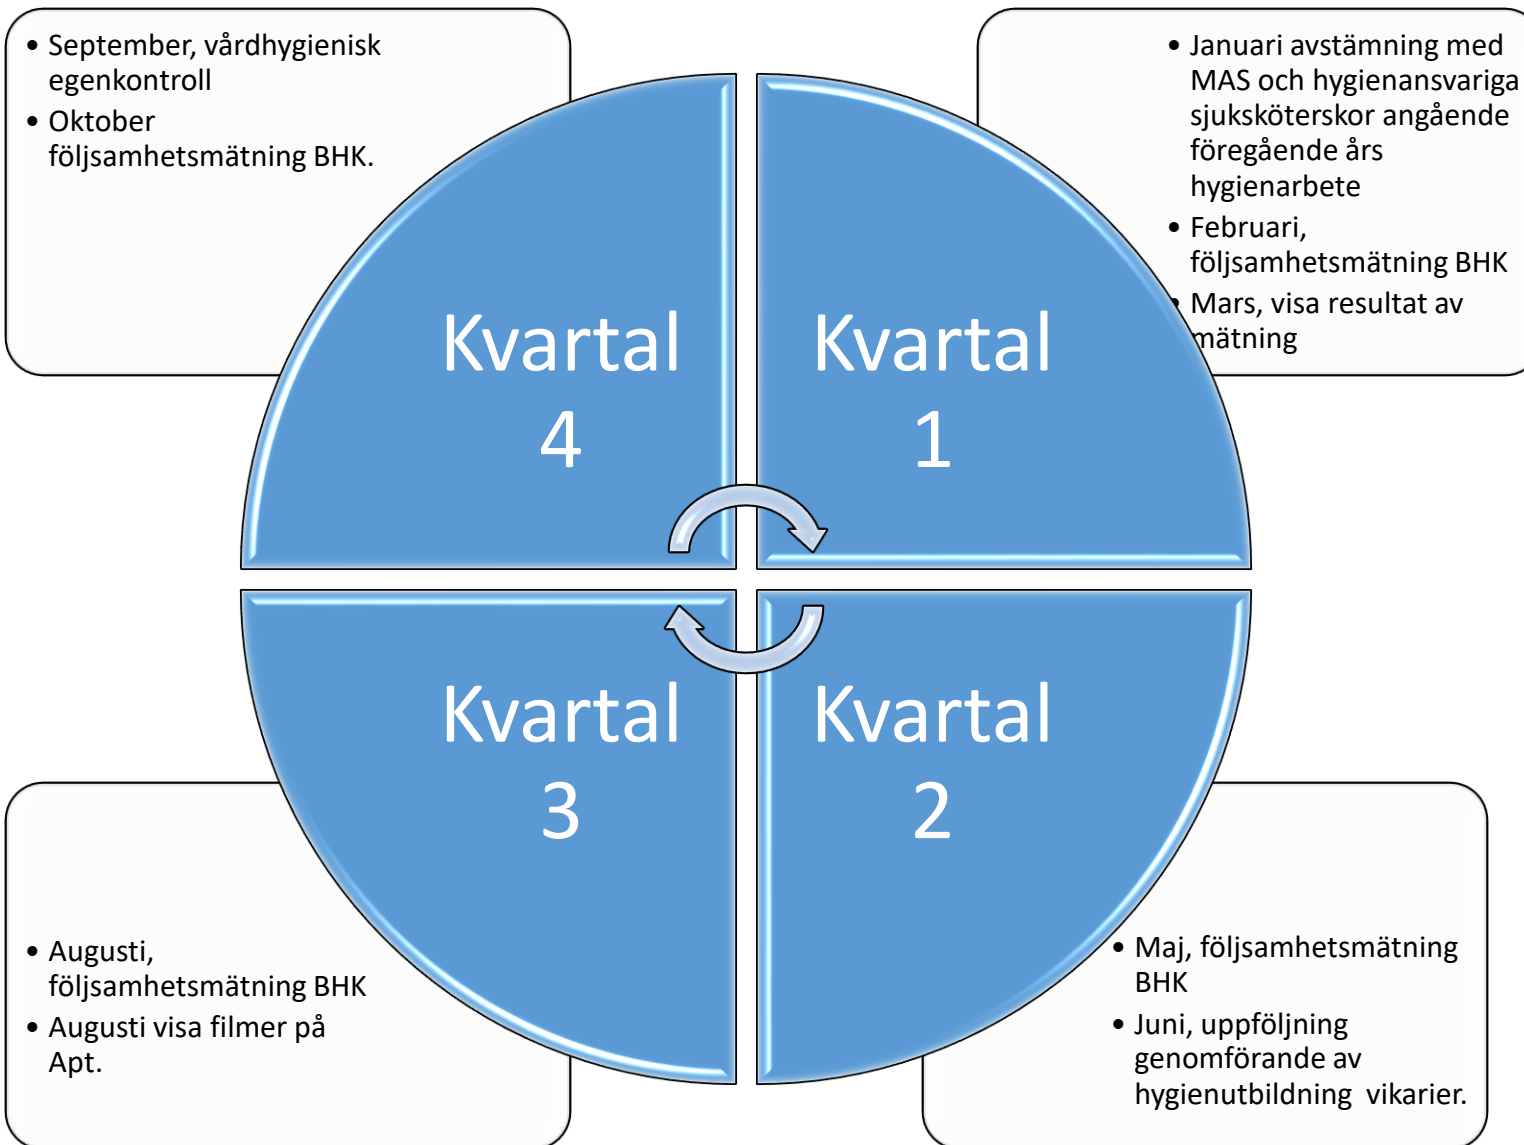 • September, vårdhygienisk
egenkontroll
• Oktober
följsamhetsmätning BHK.
• Januari avstämning med
MAS och hygienansvariga
sjuksköterskor angående
föregående års
hygienarbete
• Februari,
följsamhetsmätning BHK
• Mars, visa resultat av
mätning
Kvartal
4
Kvartal
1
Kvartal
3
Kvartal
2
• Augusti,
följsamhetsmätning BHK
• Augusti visa filmer på
Apt.
• Maj, följsamhetsmätning
BHK
• Juni, uppföljning
genomförande av
hygienutbildning  vikarier.